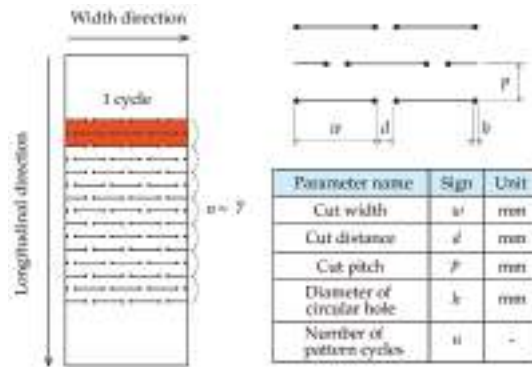 Width direction
Longitudinal direction
1 cycle
n = 7
w
d
h
p
Parameter name Sign Unit
Cut width w mm
Cut distance d mm
Cut pitch p mm
Diameter of
circular hole h mm
Number of
pattern cycles n -